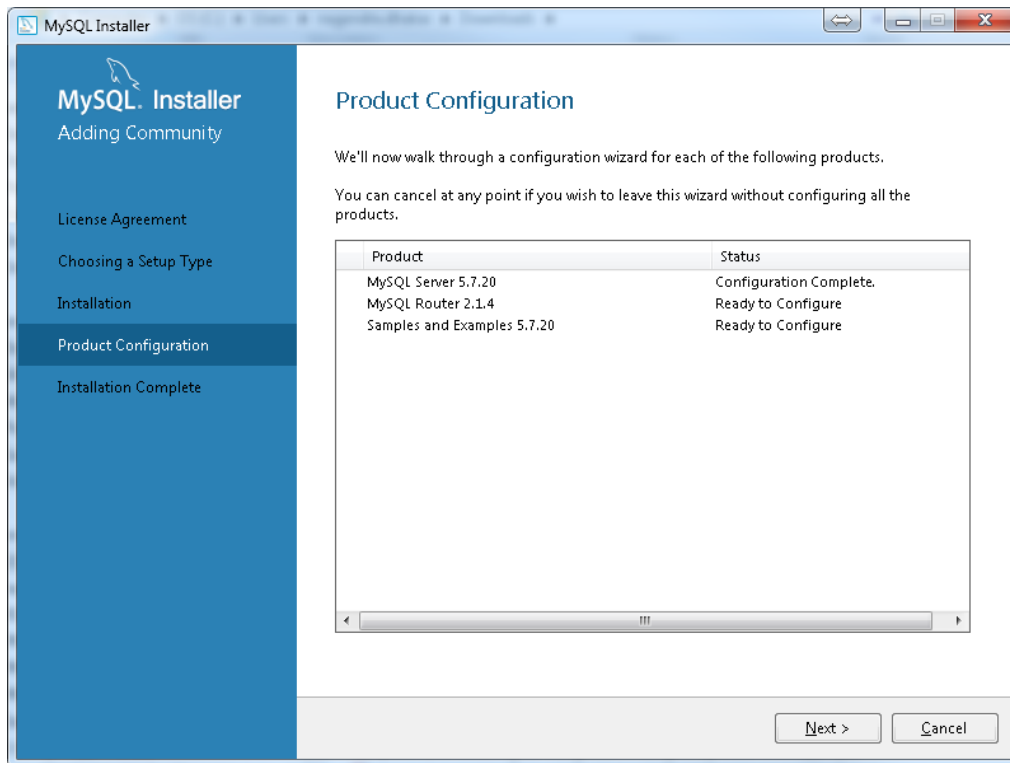 MySQL Installer
MySQL. Installer
Adding Community
License Agreement
Choosing a Setup Type
Installation
Product Configuration
Installation Complete
Product Configuration
We'll now walk through a configuration wizard for each of the following products.
You can cancel at any point if you wish to leave this wizard without configuring all the
products.
Product Status
MySQL Server 5.7.20 Configuration Complete.
MySQL Router 2.1.4 Ready to Configure
Samples and Examples 5.7.20 Ready to Configure
Next >
Cancel